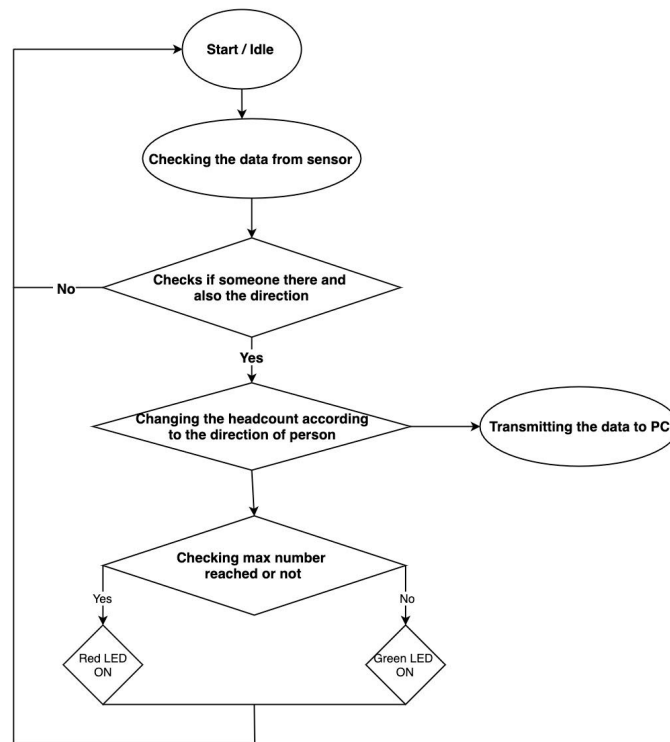 Start / Idle
Checking the data from sensor
Checks if someone there and
also the direction
No
Yes
Changing the headcount according
to the direction of person
Transmitting the data to PC
Checking max number
reached or not
Yes
No
Red LED
ON
Green LED
ON